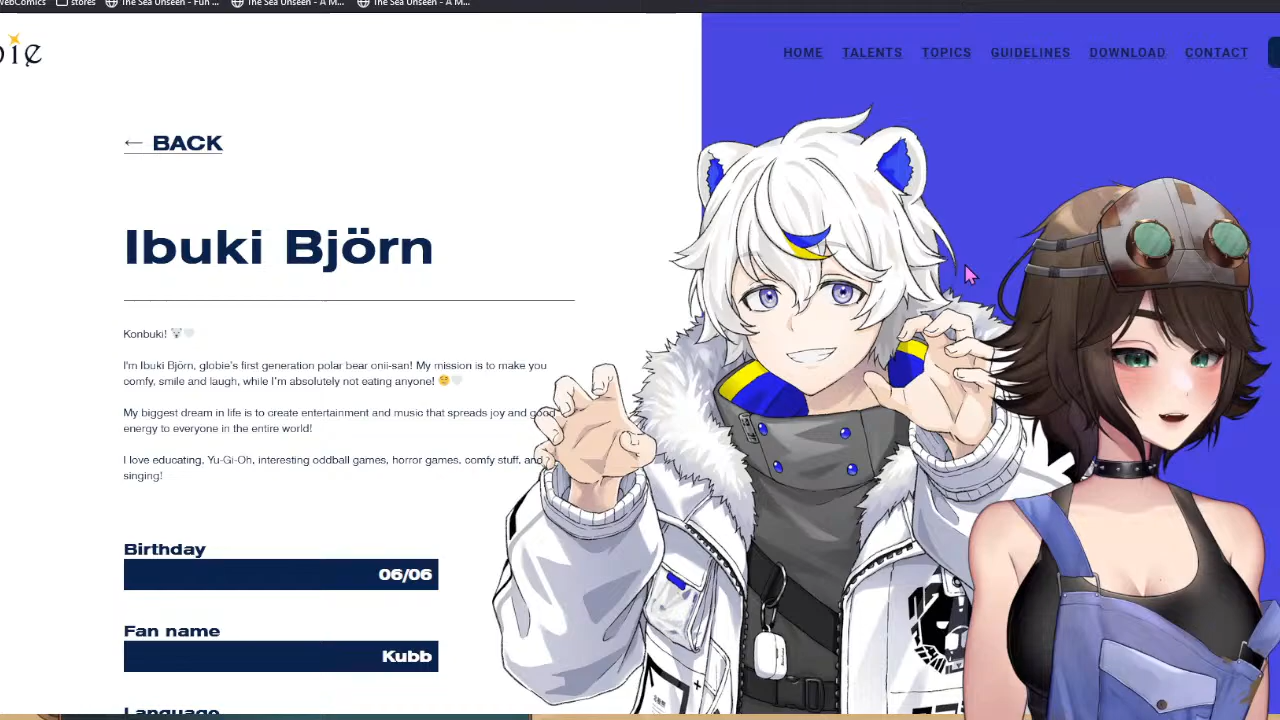 WebComics stores The Sea Unseen - Fun ... The Sea Unseen - A M... The Sea Unseen - A M...
bie
HOME TALENTS TOPICS GUIDELINES DOWNLOAD CONTACT
← BACK
Ibuki Björn
Konbuki! 🐻‍❄️🤍
I'm Ibuki Björn, globie's first generation polar bear onii-san! My mission is to make you
comfy, smile and laugh, while I'm absolutely not eating anyone! 😊🤍
My biggest dream in life is to create entertainment and music that spreads joy and good
energy to everyone in the entire world!
I love educating, Yu-Gi-Oh, interesting oddball games, horror games, comfy stuff, and
singing!
Birthday
06/06
Fan name
Kubb
Language